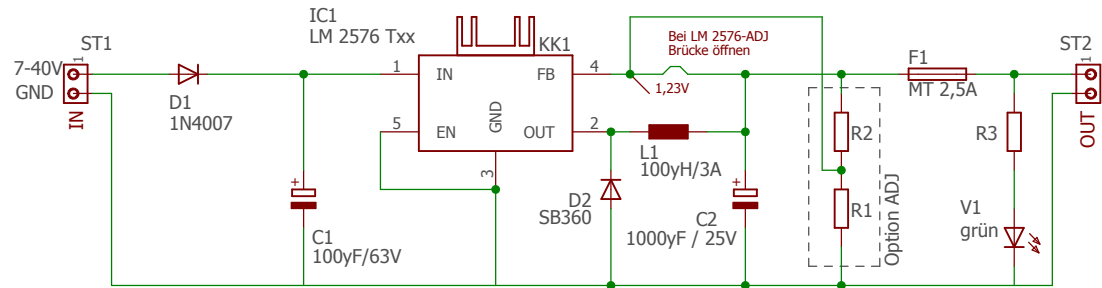 ST1
1
7-40V
GND
IN
D1
1N4007
C1
100yF/63V
+
IC1
LM 2576 Txx
KK1
1
IN
FB
4
5
EN
GND
OUT
2
3
Bei LM 2576-ADJ
Brücke öffnen
1,23V
L1
100yH/3A
D2
SB360
+
C2
1000yF / 25V
R2
R1
Option ADJ
F1
MT 2,5A
R3
V1
grün
ST2
1
OUT